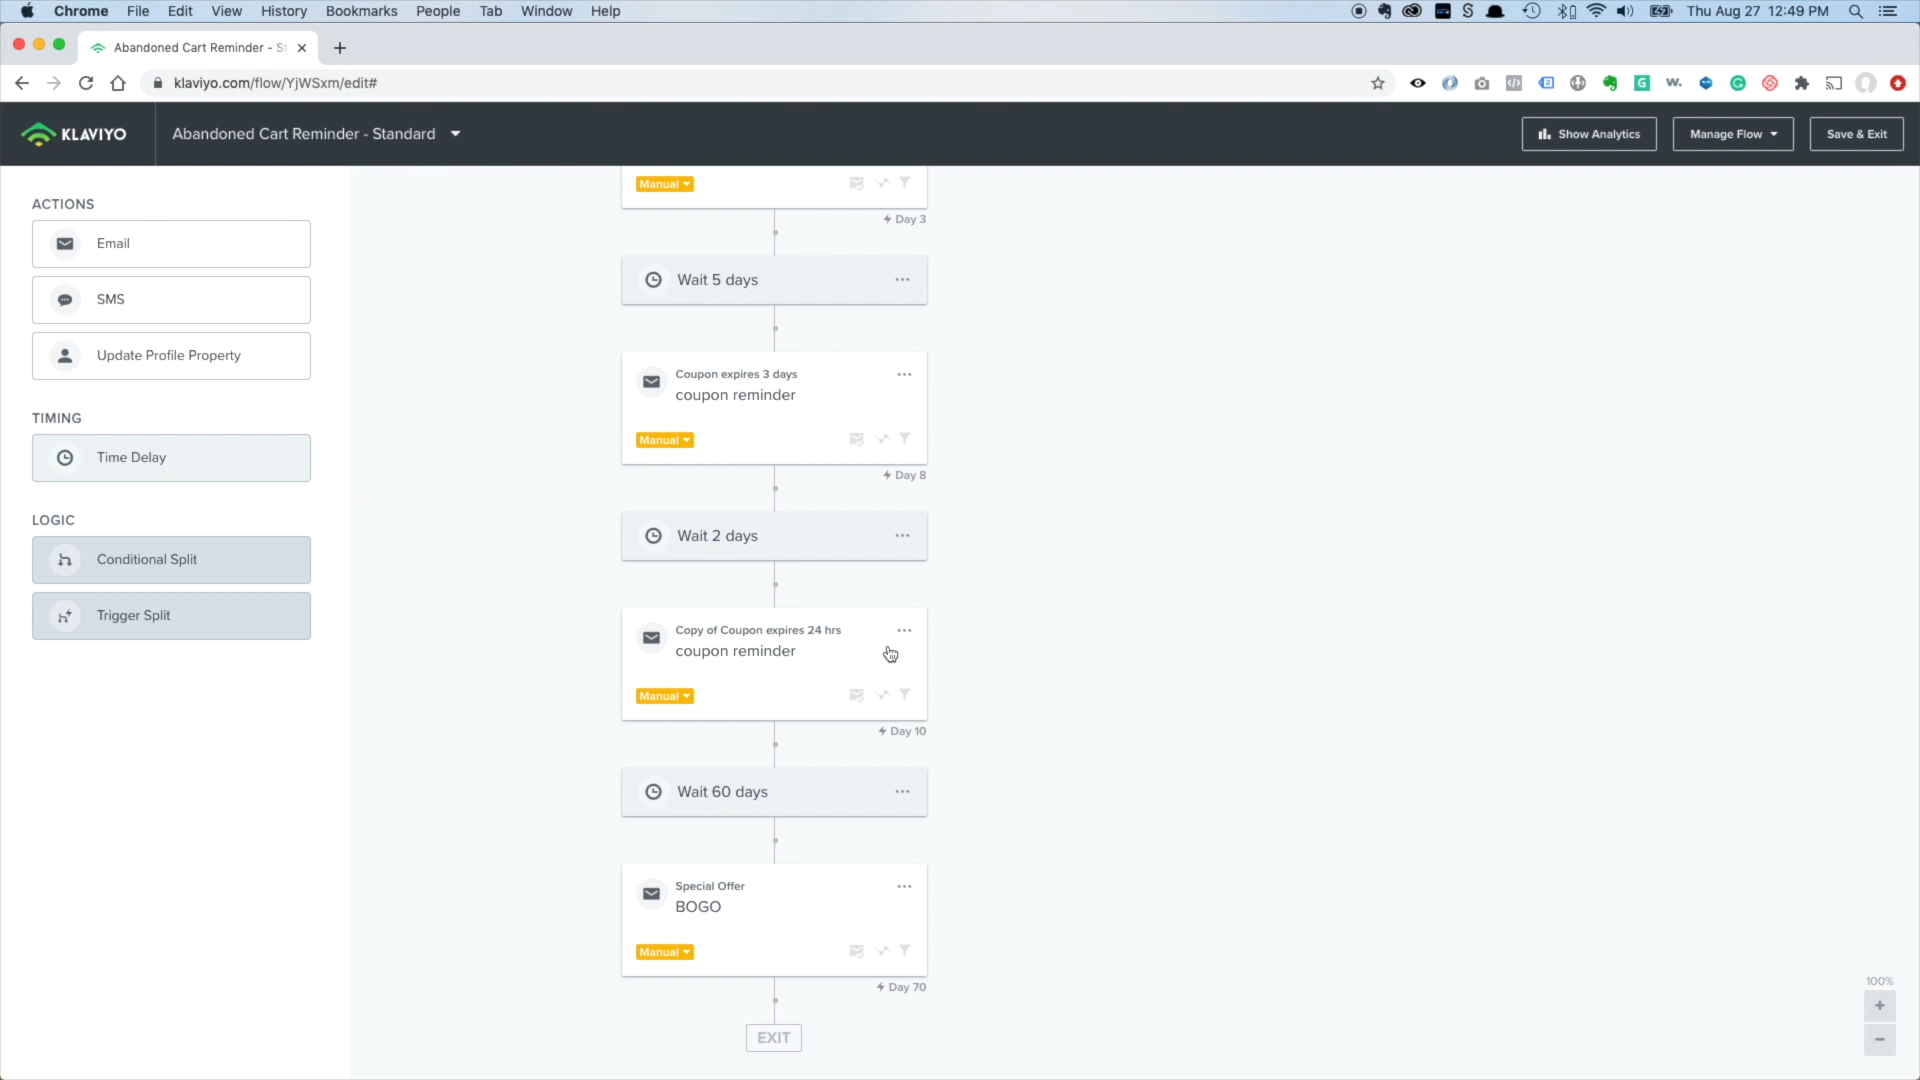 Chrome File Edit View History Bookmarks People Tab Window Help
Thu Aug 27 12:49 PM
Abandoned Cart Reminder - St
klaviyo.com/flow/YjWSxm/edit#
KLAVIYO
Abandoned Cart Reminder - Standard
Show Analytics
Manage Flow
Save & Exit
ACTIONS
Email
SMS
Update Profile Property
TIMING
Time Delay
LOGIC
Conditional Split
Trigger Split
Manual
Day 3
Wait 5 days
Coupon expires 3 days
coupon reminder
Manual
Day 8
Wait 2 days
Copy of Coupon expires 24 hrs
coupon reminder
Manual
Day 10
Wait 60 days
Special Offer
BOGO
Manual
Day 70
EXIT
100%
+
−